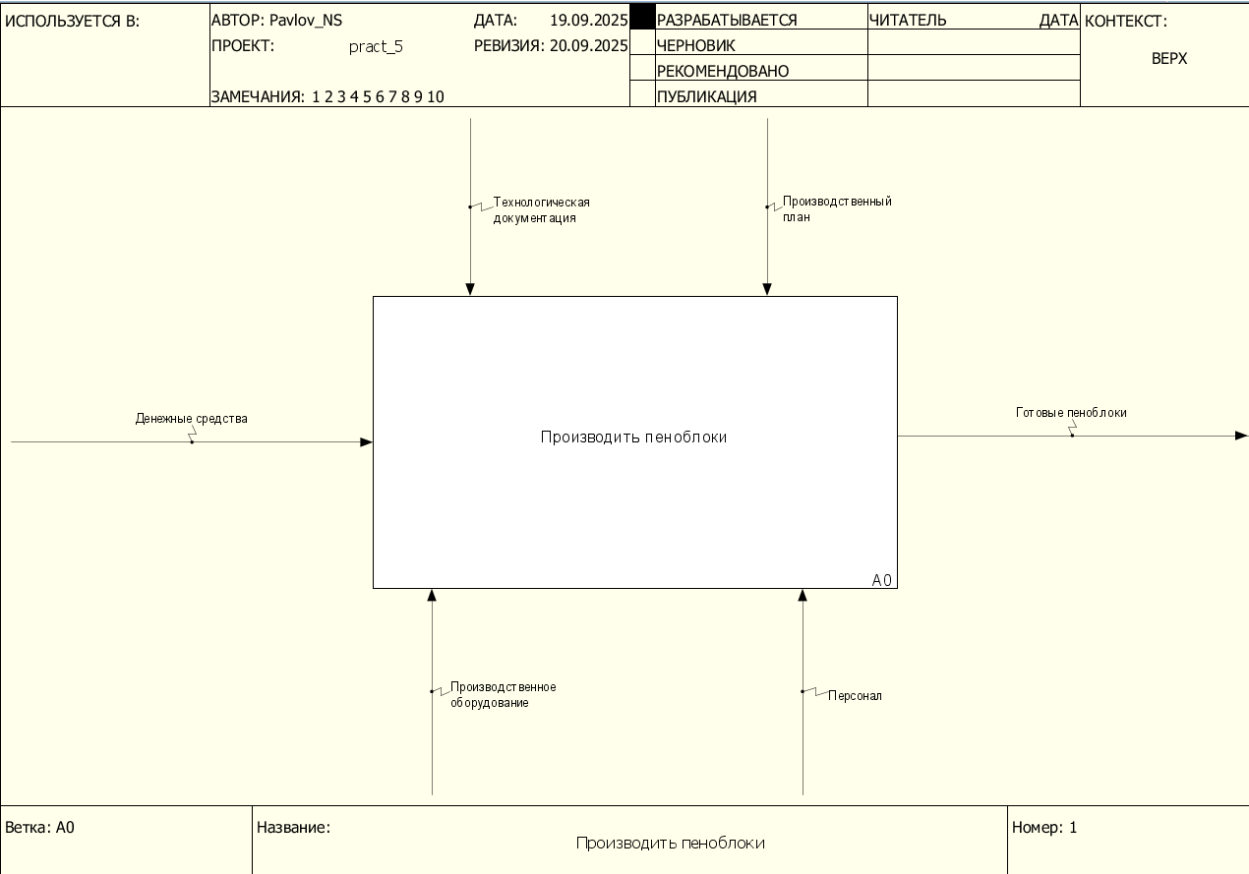 ИСПОЛЬЗУЕТСЯ В:
АВТОР: Pavlov_NS
ДАТА: 19.09.2025
РАЗРАБАТЫВАЕТСЯ
ЧИТАТЕЛЬ
ДАТА
КОНТЕКСТ:
ПРОЕКТ: pract_5
РЕВИЗИЯ: 20.09.2025
ЧЕРНОВИК
ВЕРХ
РЕКОМЕНДОВАНО
ЗАМЕЧАНИЯ: 1 2 3 4 5 6 7 8 9 10
ПУБЛИКАЦИЯ
Технологическая
документация
Производственный
план
Денежные средства
Готовые пеноблоки
Производить пеноблоки
A0
Производственное
оборудование
Персонал
Ветка: A0
Название:
Производить пеноблоки
Номер: 1